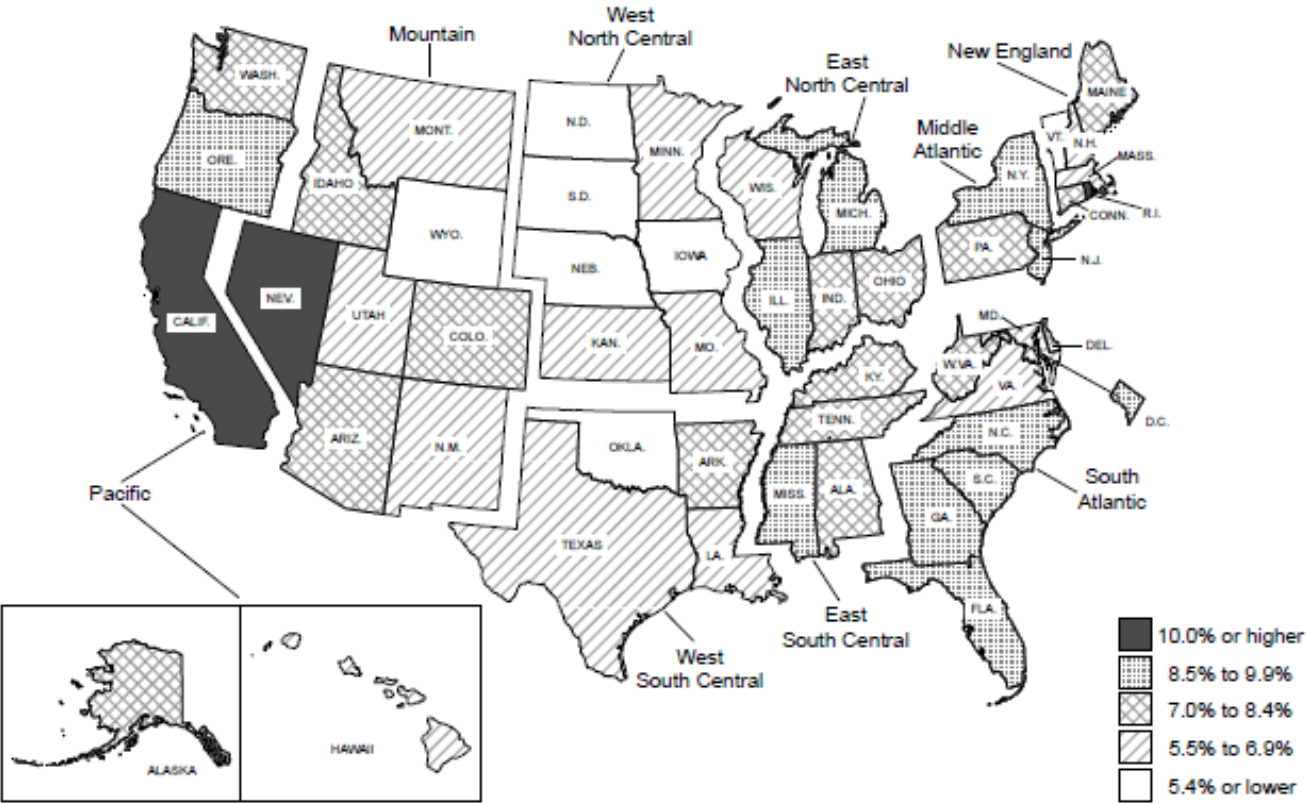 West
North Central
Mountain
East
North Central
New England
Middle
Atlantic
WASH.
MONT.
N.D.
MINN.
MAINE
VT.
N.H.
MASS.
ORE.
IDAHO
S.D.
WIS.
MICH.
N.Y.
CONN.
R.I.
WYO.
NEB.
IOWA
PA.
N.J.
NEV.
CALIF.
UTAH
COLO.
KAN.
MO.
ILL.
IND.
OHIO
MD.
DEL.
W.VA.
VA.
D.C.
KY.
TENN.
N.C.
ARIZ.
N.M.
OKLA.
ARK.
MISS.
ALA.
S.C.
GA.
South
Atlantic
Pacific
TEXAS
LA.
FLA.
East
South Central
West
South Central
ALASKA
HAWAII
10.0% or higher
8.5% to 9.9%
7.0% to 8.4%
5.5% to 6.9%
5.4% or lower